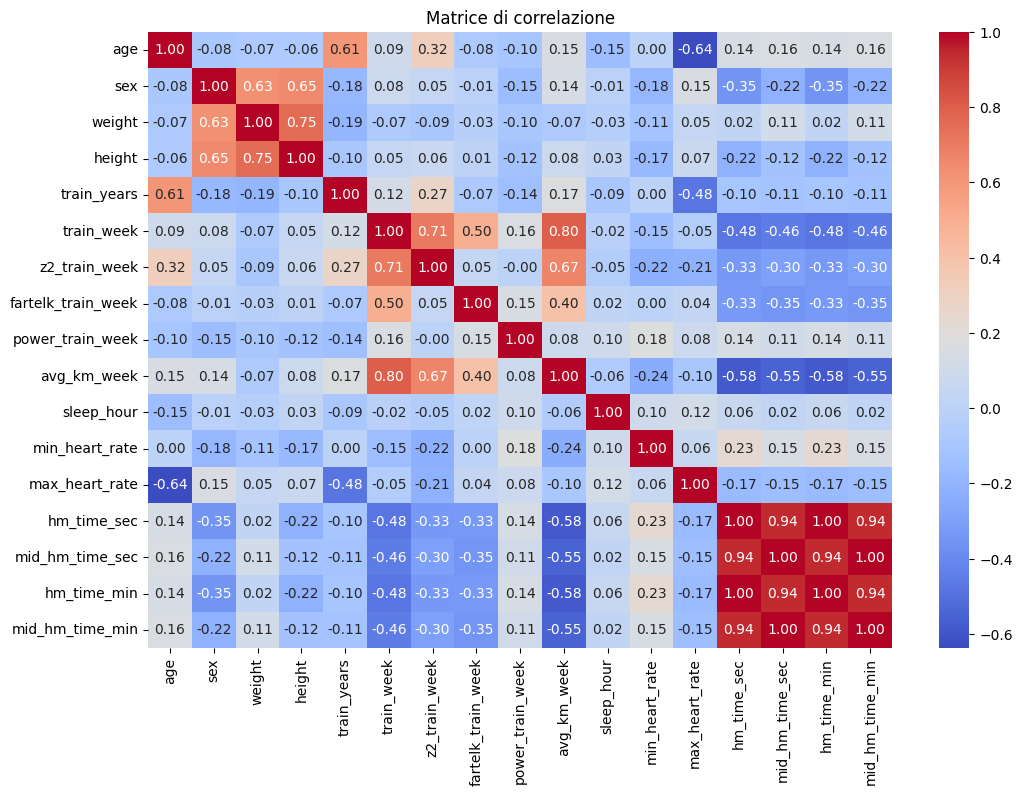 Matrice di correlazione
age 1.00 -0.08 -0.07 -0.06 0.61 0.09 0.32 -0.08 -0.10 0.15 -0.15 0.00 -0.64 0.14 0.16 0.14 0.16
sex -0.08 1.00 0.63 0.65 -0.18 0.08 0.05 -0.01 -0.15 0.14 -0.01 -0.18 0.15 -0.35 -0.22 -0.35 -0.22
weight -0.07 0.63 1.00 0.75 -0.19 -0.07 -0.09 -0.03 -0.10 -0.07 -0.03 -0.11 0.05 0.02 0.11 0.02 0.11
height -0.06 0.65 0.75 1.00 -0.10 0.05 0.06 0.01 -0.12 0.08 0.03 -0.17 0.07 -0.22 -0.12 -0.22 -0.12
train_years 0.61 -0.18 -0.19 -0.10 1.00 0.12 0.27 -0.07 -0.14 0.17 -0.09 0.00 -0.48 -0.10 -0.11 -0.10 -0.11
train_week 0.09 0.08 -0.07 0.05 0.12 1.00 0.71 0.50 0.16 0.80 -0.02 -0.15 -0.05 -0.48 -0.46 -0.48 -0.46
z2_train_week 0.32 0.05 -0.09 0.06 0.27 0.71 1.00 0.05 -0.00 0.67 -0.05 -0.22 -0.21 -0.33 -0.30 -0.33 -0.30
fartelk_train_week -0.08 -0.01 -0.03 0.01 -0.07 0.50 0.05 1.00 0.15 0.40 0.02 0.00 0.04 -0.33 -0.35 -0.33 -0.35
power_train_week -0.10 -0.15 -0.10 -0.12 -0.14 0.16 -0.00 0.15 1.00 0.08 0.10 0.18 0.08 0.14 0.11 0.14 0.11
avg_km_week 0.15 0.14 -0.07 0.08 0.17 0.80 0.67 0.40 0.08 1.00 -0.06 -0.24 -0.10 -0.58 -0.55 -0.58 -0.55
sleep_hour -0.15 -0.01 -0.03 0.03 -0.09 -0.02 -0.05 0.02 0.10 -0.06 1.00 0.10 0.12 0.06 0.02 0.06 0.02
min_heart_rate 0.00 -0.18 -0.11 -0.17 0.00 -0.15 -0.22 0.00 0.18 -0.24 0.10 1.00 0.06 0.23 0.15 0.23 0.15
max_heart_rate -0.64 0.15 0.05 0.07 -0.48 -0.05 -0.21 0.04 0.08 -0.10 0.12 0.06 1.00 -0.17 -0.15 -0.17 -0.15
hm_time_sec 0.14 -0.35 0.02 -0.22 -0.10 -0.48 -0.33 -0.33 0.14 -0.58 0.06 0.23 -0.17 1.00 0.94 1.00 0.94
mid_hm_time_sec 0.16 -0.22 0.11 -0.12 -0.11 -0.46 -0.30 -0.35 0.11 -0.55 0.02 0.15 -0.15 0.94 1.00 0.94 1.00
hm_time_min 0.14 -0.35 0.02 -0.22 -0.10 -0.48 -0.33 -0.33 0.14 -0.58 0.06 0.23 -0.17 1.00 0.94 1.00 0.94
mid_hm_time_min 0.16 -0.22 0.11 -0.12 -0.11 -0.46 -0.30 -0.35 0.11 -0.55 0.02 0.15 -0.15 0.94 1.00 0.94 1.00
age
sex
weight
height
train_years
train_week
z2_train_week
fartelk_train_week
power_train_week
avg_km_week
sleep_hour
min_heart_rate
max_heart_rate
hm_time_sec
mid_hm_time_sec
hm_time_min
mid_hm_time_min
1.0
0.8
0.6
0.4
0.2
0.0
−0.2
−0.4
−0.6